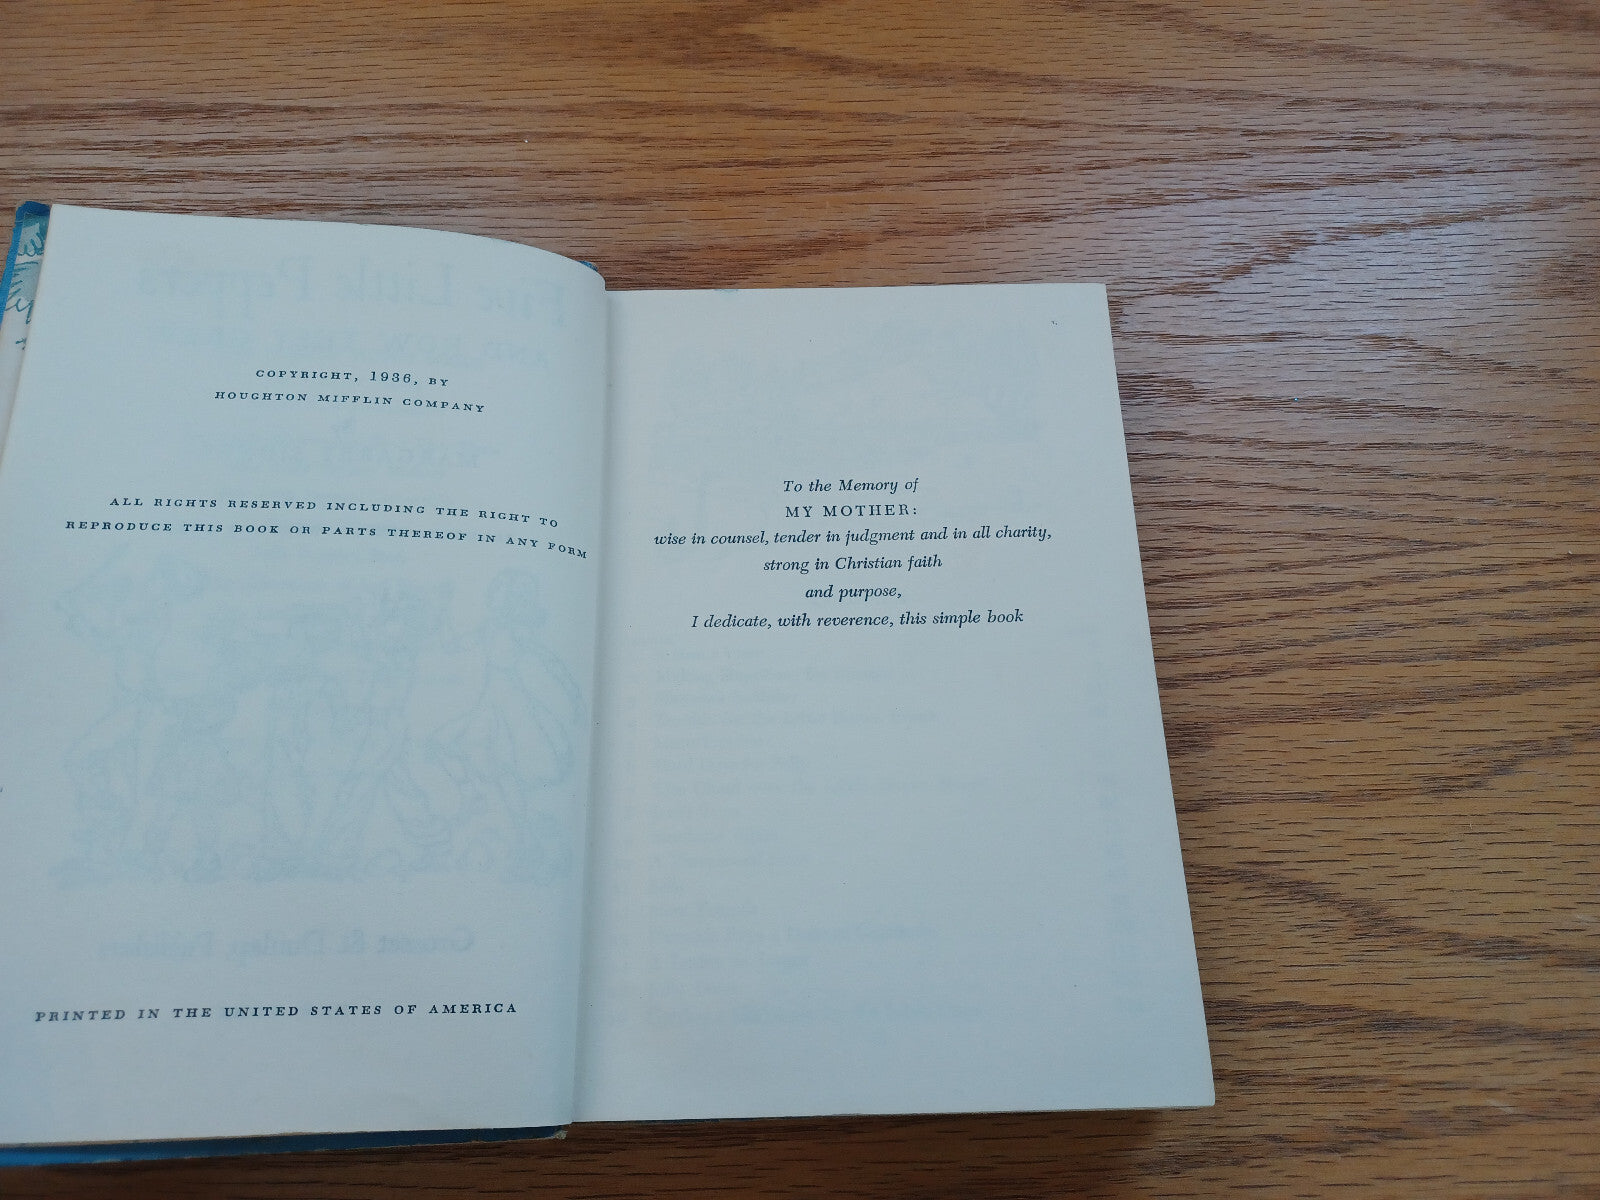 COPYRIGHT, 1936, BY
HOUGHTON MIFFLIN COMPANY
ALL RIGHTS RESERVED INCLUDING THE RIGHT TO
REPRODUCE THIS BOOK OR PARTS THEREOF IN ANY FORM
PRINTED IN THE UNITED STATES OF AMERICA
To the Memory of
MY MOTHER:
wise in counsel, tender in judgment and in all charity,
strong in Christian faith
and purpose,
I dedicate, with reverence, this simple book